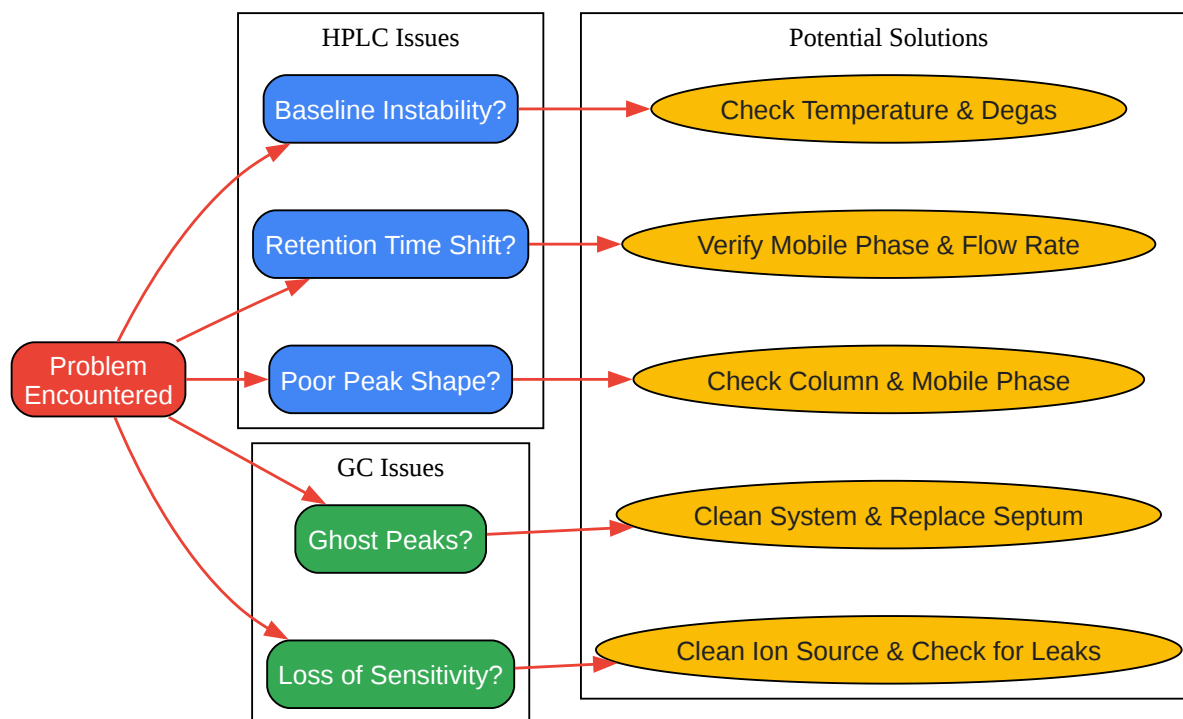 HPLC Issues
Potential Solutions
Baseline Instability?
Check Temperature & Degas
Retention Time Shift?
Verify Mobile Phase & Flow Rate
Problem
Encountered
Poor Peak Shape?
Check Column & Mobile Phase
GC Issues
Ghost Peaks?
Clean System & Replace Septum
Loss of Sensitivity?
Clean Ion Source & Check for Leaks